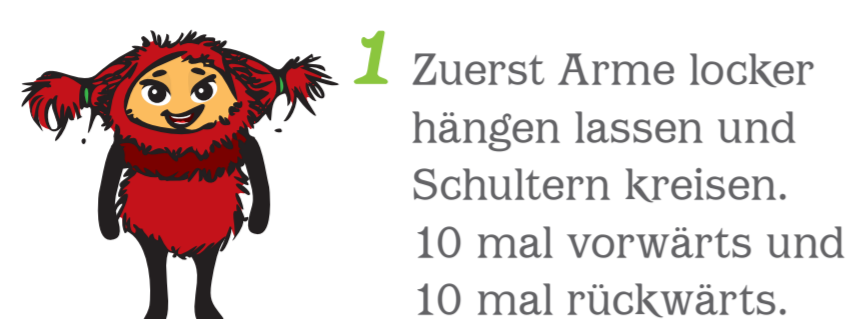 1 Zuerst Arme locker
hängen lassen und
Schultern kreisen.
10 mal vorwärts und
10 mal rückwärts.